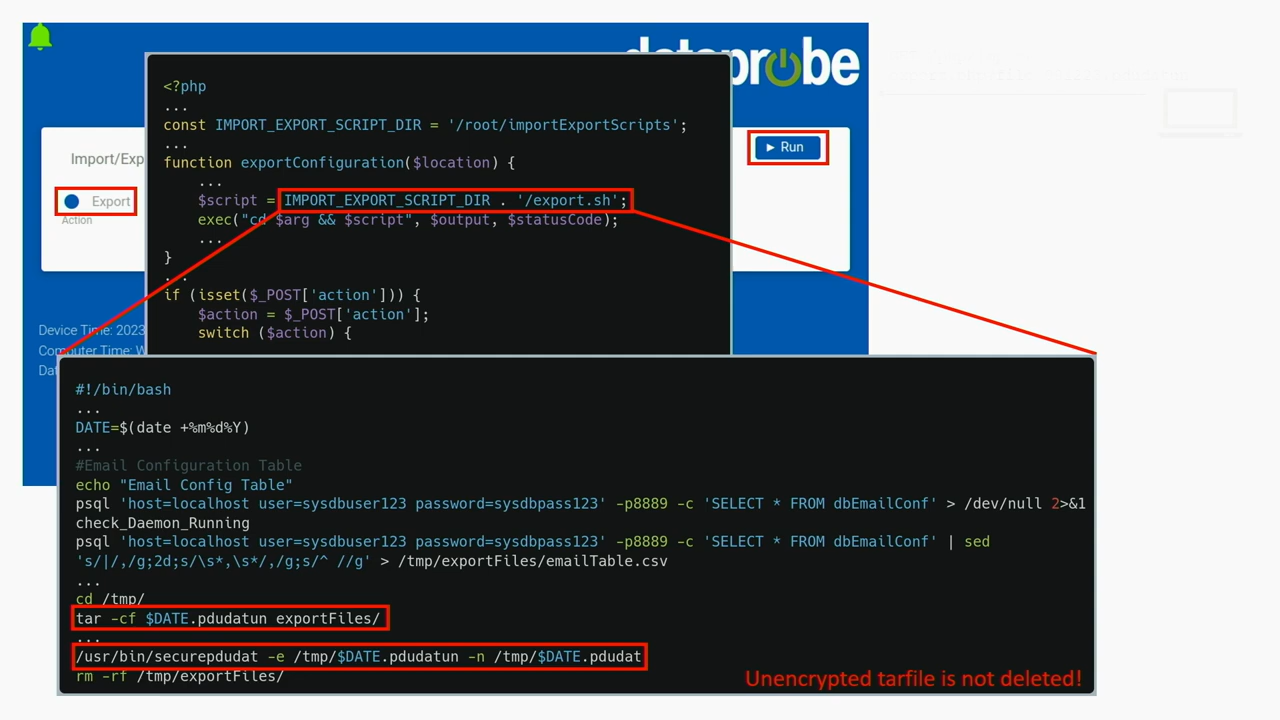 dataprobe
Import/Exp
Export
Action
Run
Device Time: 2023
Computer Time: W
Dat
<?php
...
const IMPORT_EXPORT_SCRIPT_DIR = '/root/importExportScripts';
...
function exportConfiguration($location) {
...
$script = IMPORT_EXPORT_SCRIPT_DIR . '/export.sh';
exec("cd $arg && $script", $output, $statusCode);
...
}
...
if (isset($_POST['action'])) {
$action = $_POST['action'];
switch ($action) {
#!/bin/bash
...
DATE=$(date +%m%d%Y)
...
#Email Configuration Table
echo "Email Config Table"
psql 'host=localhost user=sysdbuser123 password=sysdbpass123' -p8889 -c 'SELECT * FROM dbEmailConf' > /dev/null 2>&1
check_Daemon_Running
psql 'host=localhost user=sysdbuser123 password=sysdbpass123' -p8889 -c 'SELECT * FROM dbEmailConf' | sed
's/|/,/g;2d;s/\s*,\s*/,/g;s/^ //g' > /tmp/exportFiles/emailTable.csv
...
cd /tmp/
tar -cf $DATE.pdudatun exportFiles/
...
/usr/bin/securepdudat -e /tmp/$DATE.pdudatun -n /tmp/$DATE.pdudat
rm -rf /tmp/exportFiles/
Unencrypted tarfile is not deleted!